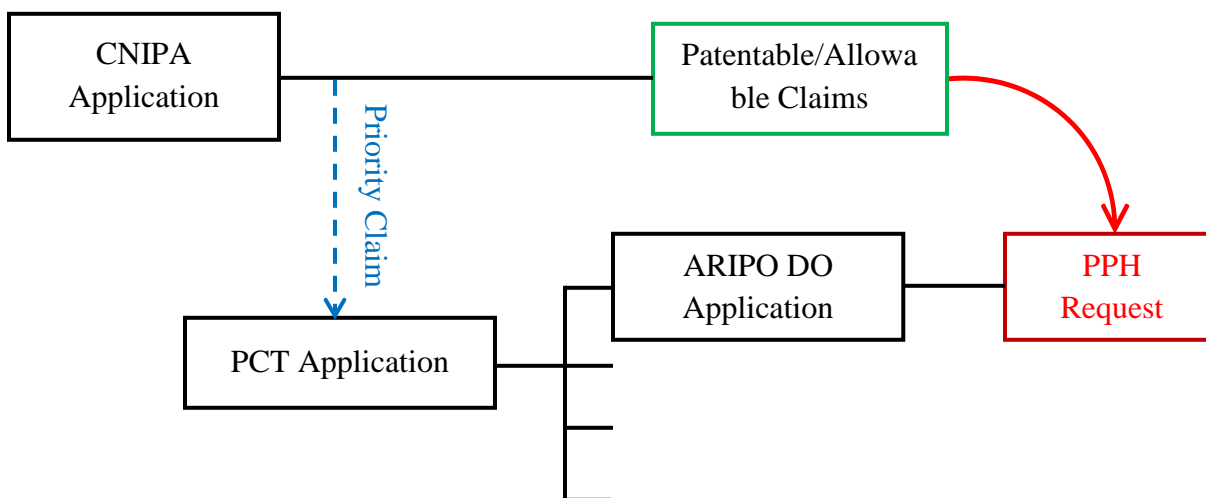 CNIPA
Application
Patentable/Allowa
ble Claims
Priority Claim
ARIPO DO
Application
PPH
Request
PCT Application